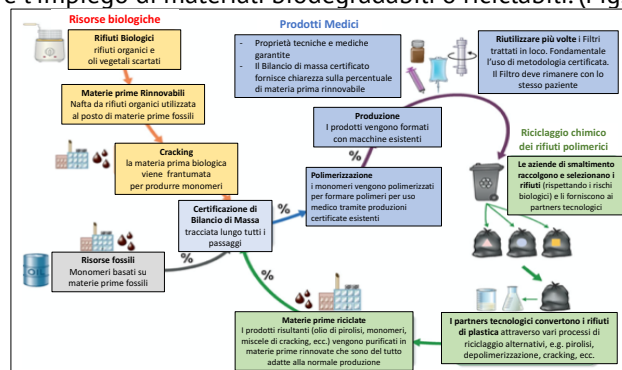 e l'impiego di materiali biodegradabili o riciclabili. (Fig.
Risorse biologiche
Rifiuti Biologici
rifiuti organici e
oli vegetali scartati
Materie prime Rinnovabili
Nafta da rifiuti organici utilizzata
al posto di materie prime fossili
Cracking
la materia prima biologica
viene frantumata
per produrre monomeri
Certificazione di
Bilancio di Massa
tracciata lungo tutti i
passaggi
Risorse fossili
Monomeri basati su
materie prime fossili
OIL
%
%
%
%
%
Prodotti Medici
- Proprietà tecniche e mediche
garantite
- Il Bilancio di massa certificato
fornisce chiarezza sulla percentuale
di materia prima rinnovabile
Produzione
I prodotti vengono formati
con macchine esistenti
Polimerizzazione
i monomeri vengono polimerizzati
per formare polimeri per uso
medico tramite produzioni
certificate esistenti
Riutilizzare più volte i Filtri
trattati in loco. Fondamentale
l'uso di metodologia certificata.
Il Filtro deve rimanere con lo
stesso paziente
Riciclaggio chimico
dei rifiuti polimerici
Le aziende di smaltimento
raccolgono e selezionano i
rifiuti (rispettando i rischi
biologici) e li forniscono ai
partners tecnologici
I partners tecnologici convertono i rifiuti
di plastica attraverso vari processi di
riciclaggio alternativi, e.g. pirolisi,
depolimerizzazione, cracking, ecc.
Materie prime riciclate
I prodotti risultanti (olio di pirolisi, monomeri,
miscele di cracking, ecc.) vengono purificati in
materie prime rinnovate che sono del tutto
adatte alla normale produzione